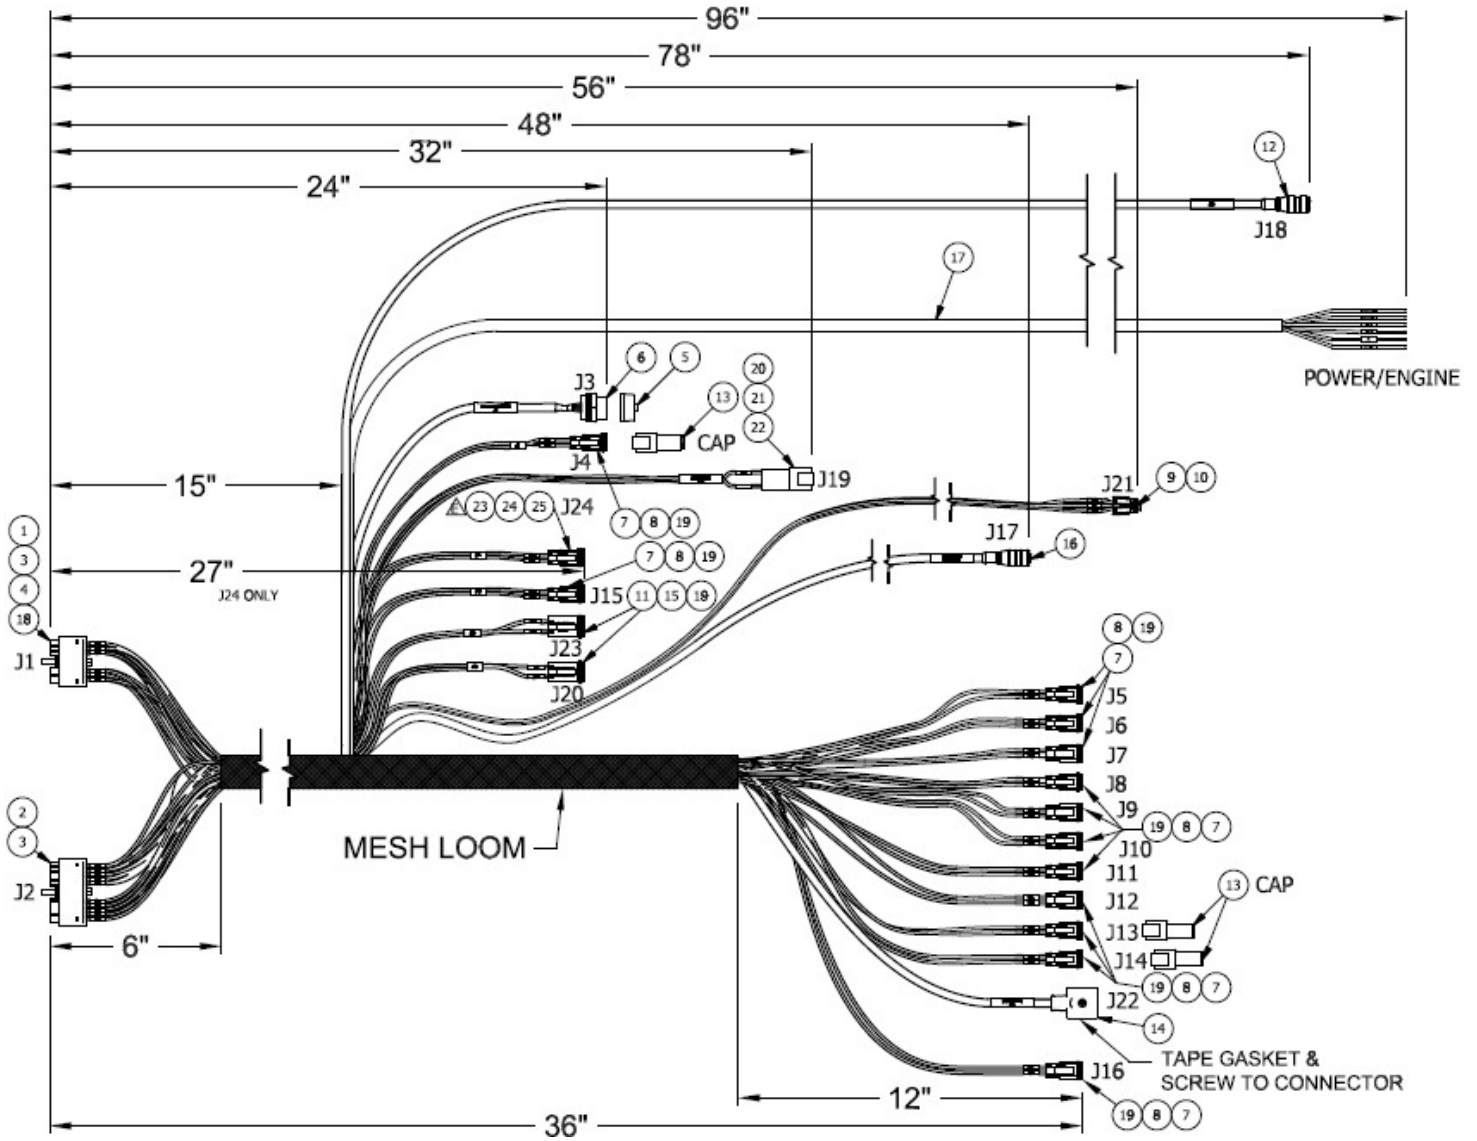 96"
78"
56"
48"
32"
24"
12
J18
17
POWER/ENGINE
J3
6
5
20
13
21
CAP
22
J4
J19
15"
J21
9 10
E 23 24 25 J24
7 8 19
J17
16
1
3
4
18
27"
J24 ONLY
7 8 19
J15
11 15 19
J23
J20
J1
8 19
7
J5
J6
J7
J8
J9
19 8 7
J10
J11
2
3
MESH LOOM
J2
J12
13 CAP
J13
J14
6"
19 8 7
J22
14
TAPE GASKET &
SCREW TO CONNECTOR
J16
12"
19 8 7
36"